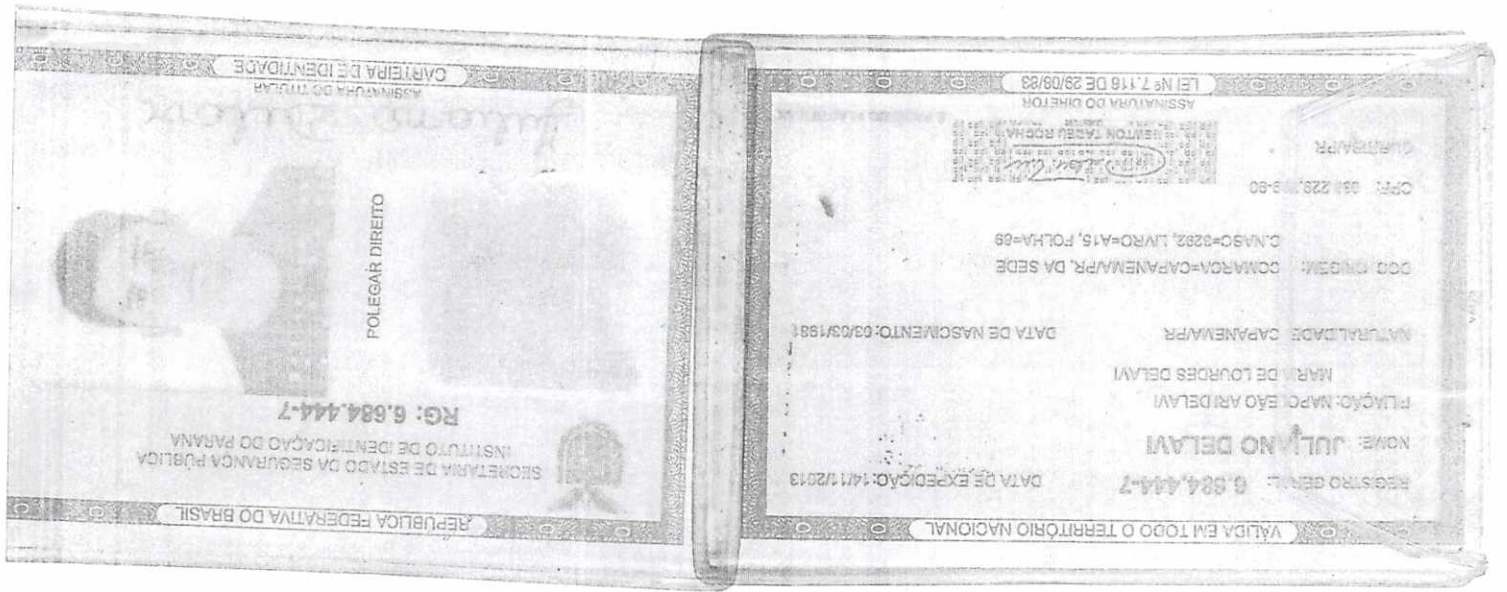 REPÚBLICA FEDERATIVA DO BRASIL
SECRETARIA DE ESTADO DA SEGURANÇA PÚBLICA
INSTITUTO DE IDENTIFICAÇÃO DO PARANÁ
RG: 6.684.444-7
POLEGAR DIREITO
ASSINATURA DO TITULAR
CARTEIRA DE IDENTIDADE
VÁLIDA EM TODO O TERRITÓRIO NACIONAL
REGISTRO GERAL: 6.684.444-7 DATA DE EXPEDIÇÃO: 14/11/2013
NOME: JULIANO DELAVI
FILIAÇÃO: NAPOLEÃO ARI DELAVI
MARIA DE LOURDES DELAVI
NATURALIDADE: CAPANEMA/PR DATA DE NASCIMENTO: 03/03/1981
DOC. ORIGEM: COMARCA=CAPANEMA/PR, DA SEDE
C.NASC=3292, LIVRO=A15, FOLHA=69
CPF:
CURITIBA/PR
NEWTON TADEU ROCHA
ASSINATURA DO DIRETOR
LEI Nº 7.116 DE 29/08/83